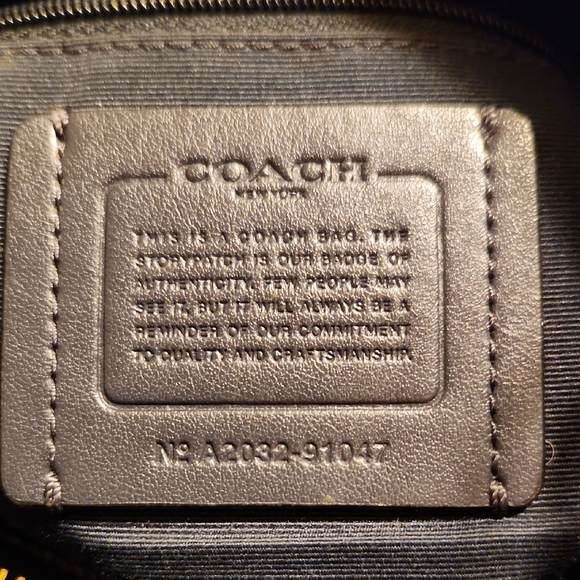 COACH
NEW YORK
THIS IS A COACH BAG. THE
STORYPATCH IS OUR BADGE OF
AUTHENTICITY. FEW PEOPLE MAY
SEE IT, BUT IT WILL ALWAYS BE A
REMINDER OF OUR COMMITMENT
TO QUALITY AND CRAFTSMANSHIP.
Nº A2032-91047